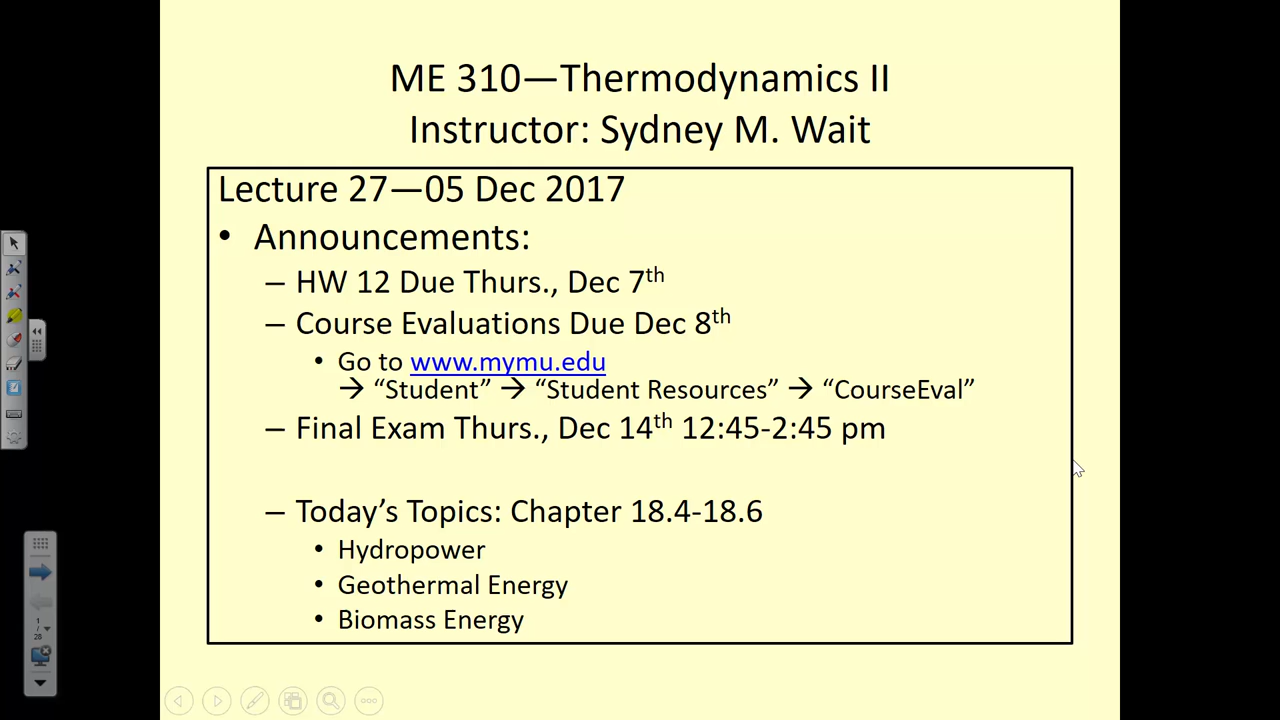 ME 310—Thermodynamics II
Instructor: Sydney M. Wait
Lecture 27—05 Dec 2017
• Announcements:
– HW 12 Due Thurs., Dec 7th
– Course Evaluations Due Dec 8th
• Go to www.mymu.edu
→ “Student” → “Student Resources” → “CourseEval”
– Final Exam Thurs., Dec 14th 12:45-2:45 pm
– Today’s Topics: Chapter 18.4-18.6
• Hydropower
• Geothermal Energy
• Biomass Energy
1
/
28